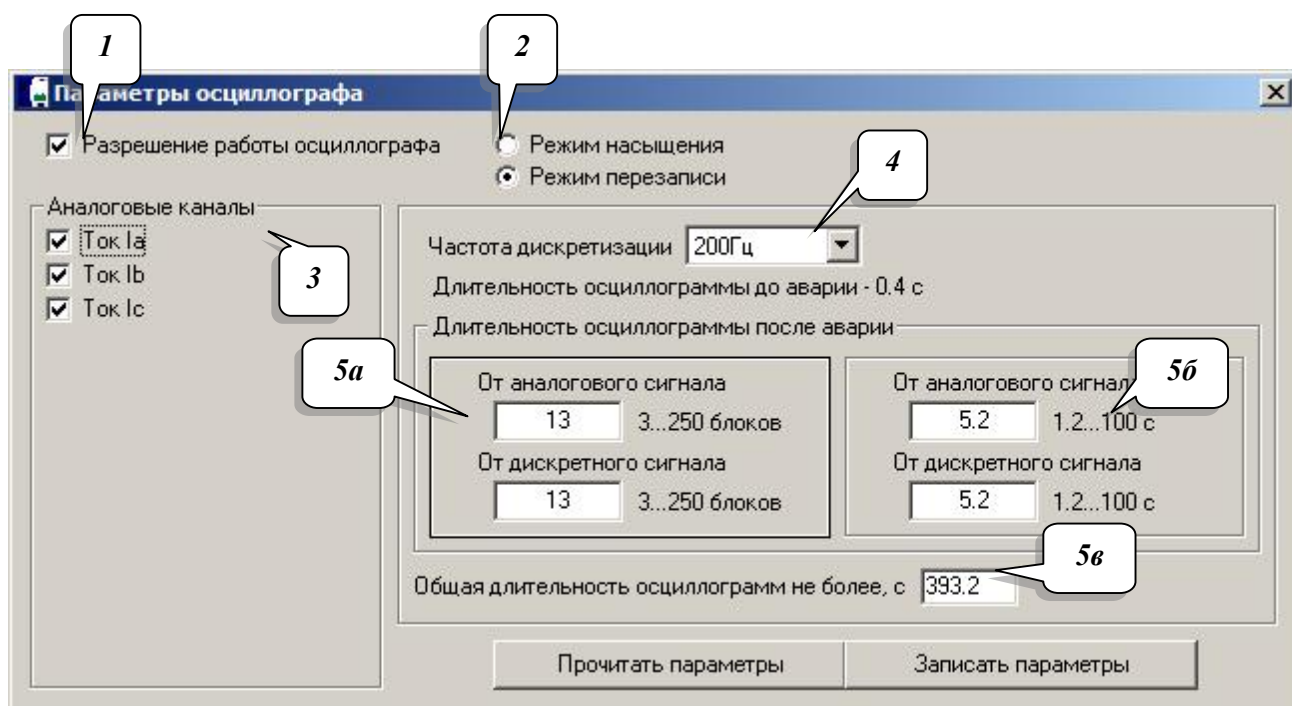 1
2
Параметры осциллографа
Разрешение работы осциллографа
Режим насыщения
Режим перезаписи
4
Аналоговые каналы
Ток Ia
Ток Ib
Ток Ic
3
Частота дискретизации 200Гц
Длительность осциллограммы до аварии - 0.4 с
Длительность осциллограммы после аварии
5а
От аналогового сигнала
13 3...250 блоков
От дискретного сигнала
13 3...250 блоков
5б
От аналогового сигнала
5.2 1.2...100 с
От дискретного сигнала
5.2 1.2...100 с
5в
Общая длительность осциллограмм не более, с 393.2
Прочитать параметры
Записать параметры